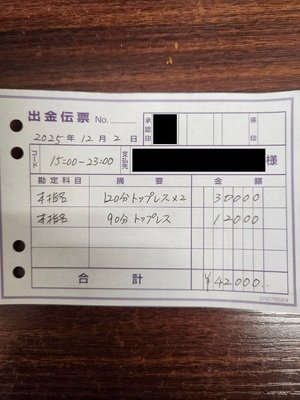 出金伝票 No. 承認印 係印
2025年 12月 2日
コード 15:00-23:00 支払先 様
勘定科目 摘要 金額
本指名 120分トップレス×2 30000
本指名 90分トップレス 12000
合計 ¥42000